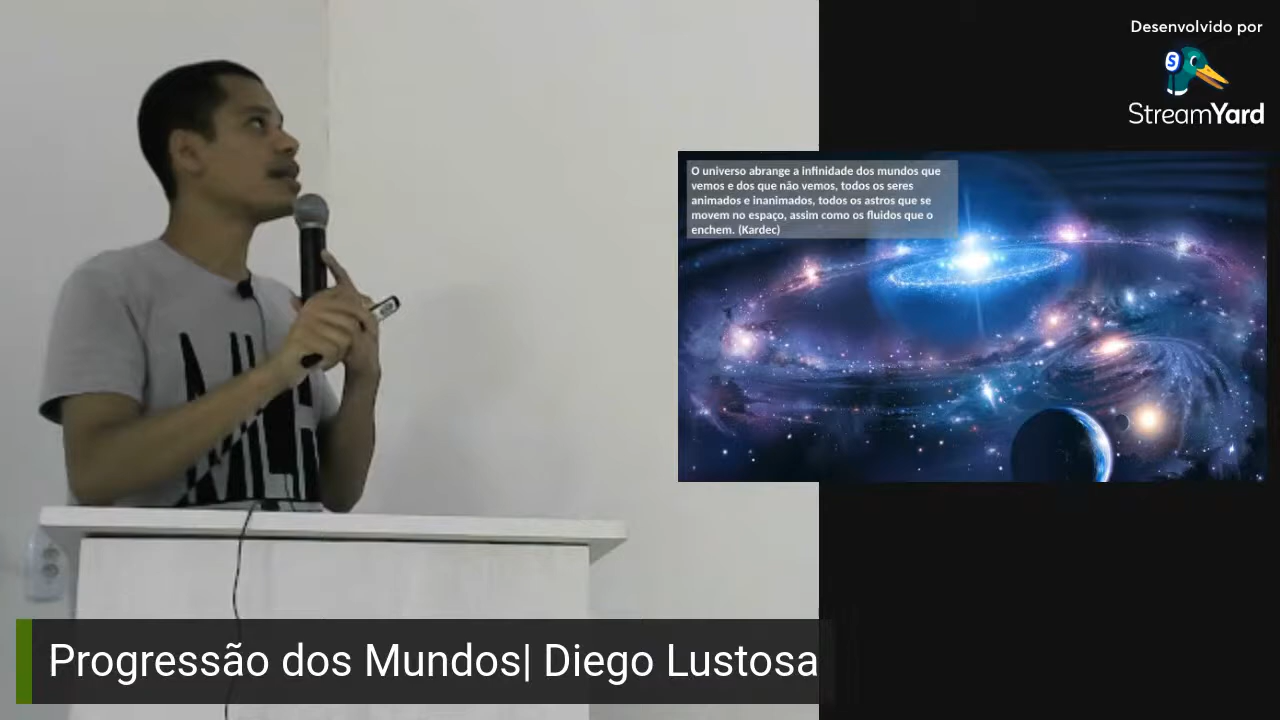 Desenvolvido por
S
StreamYard
O universo abrange a infinidade dos mundos que
vemos e dos que não vemos, todos os seres
animados e inanimados, todos os astros que se
movem no espaço, assim como os fluidos que o
enchem. (Kardec)
Progressão dos Mundos| Diego Lustosa